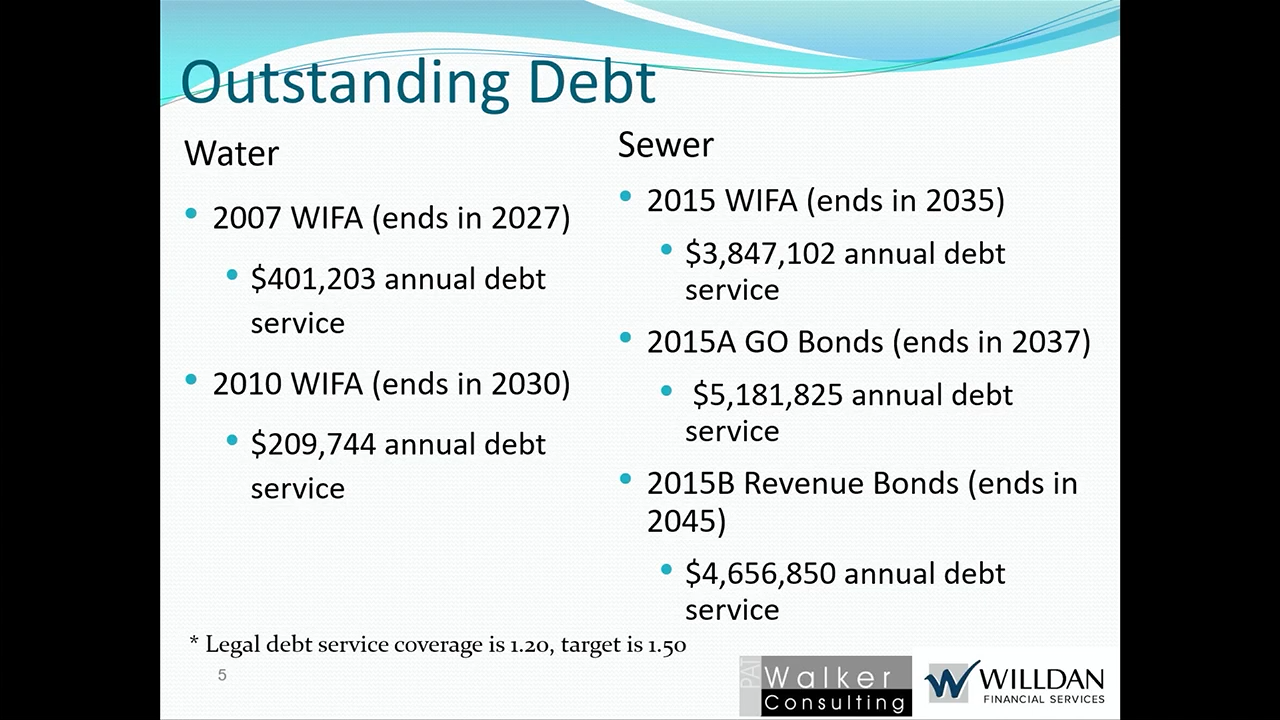 Outstanding Debt
Water
• 2007 WIFA (ends in 2027)
• $401,203 annual debt
service
• 2010 WIFA (ends in 2030)
• $209,744 annual debt
service
Sewer
• 2015 WIFA (ends in 2035)
• $3,847,102 annual debt
service
• 2015A GO Bonds (ends in 2037)
• $5,181,825 annual debt
service
• 2015B Revenue Bonds (ends in
2045)
• $4,656,850 annual debt
service
* Legal debt service coverage is 1.20, target is 1.50
5
PAT
Walker
Consulting
WILLDAN
FINANCIAL SERVICES